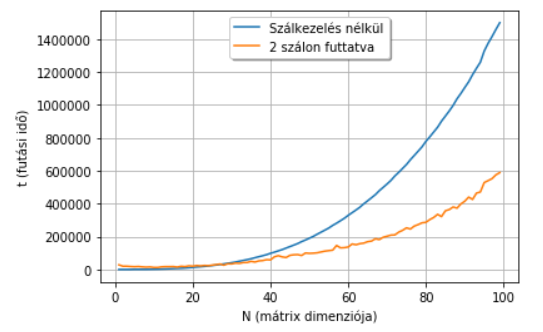 Szálkezelés nélkül
2 szálon futtatva
1400000
1200000
1000000
800000
600000
400000
200000
0
t (futási idő)
0 20 40 60 80 100
N (mátrix dimenziója)